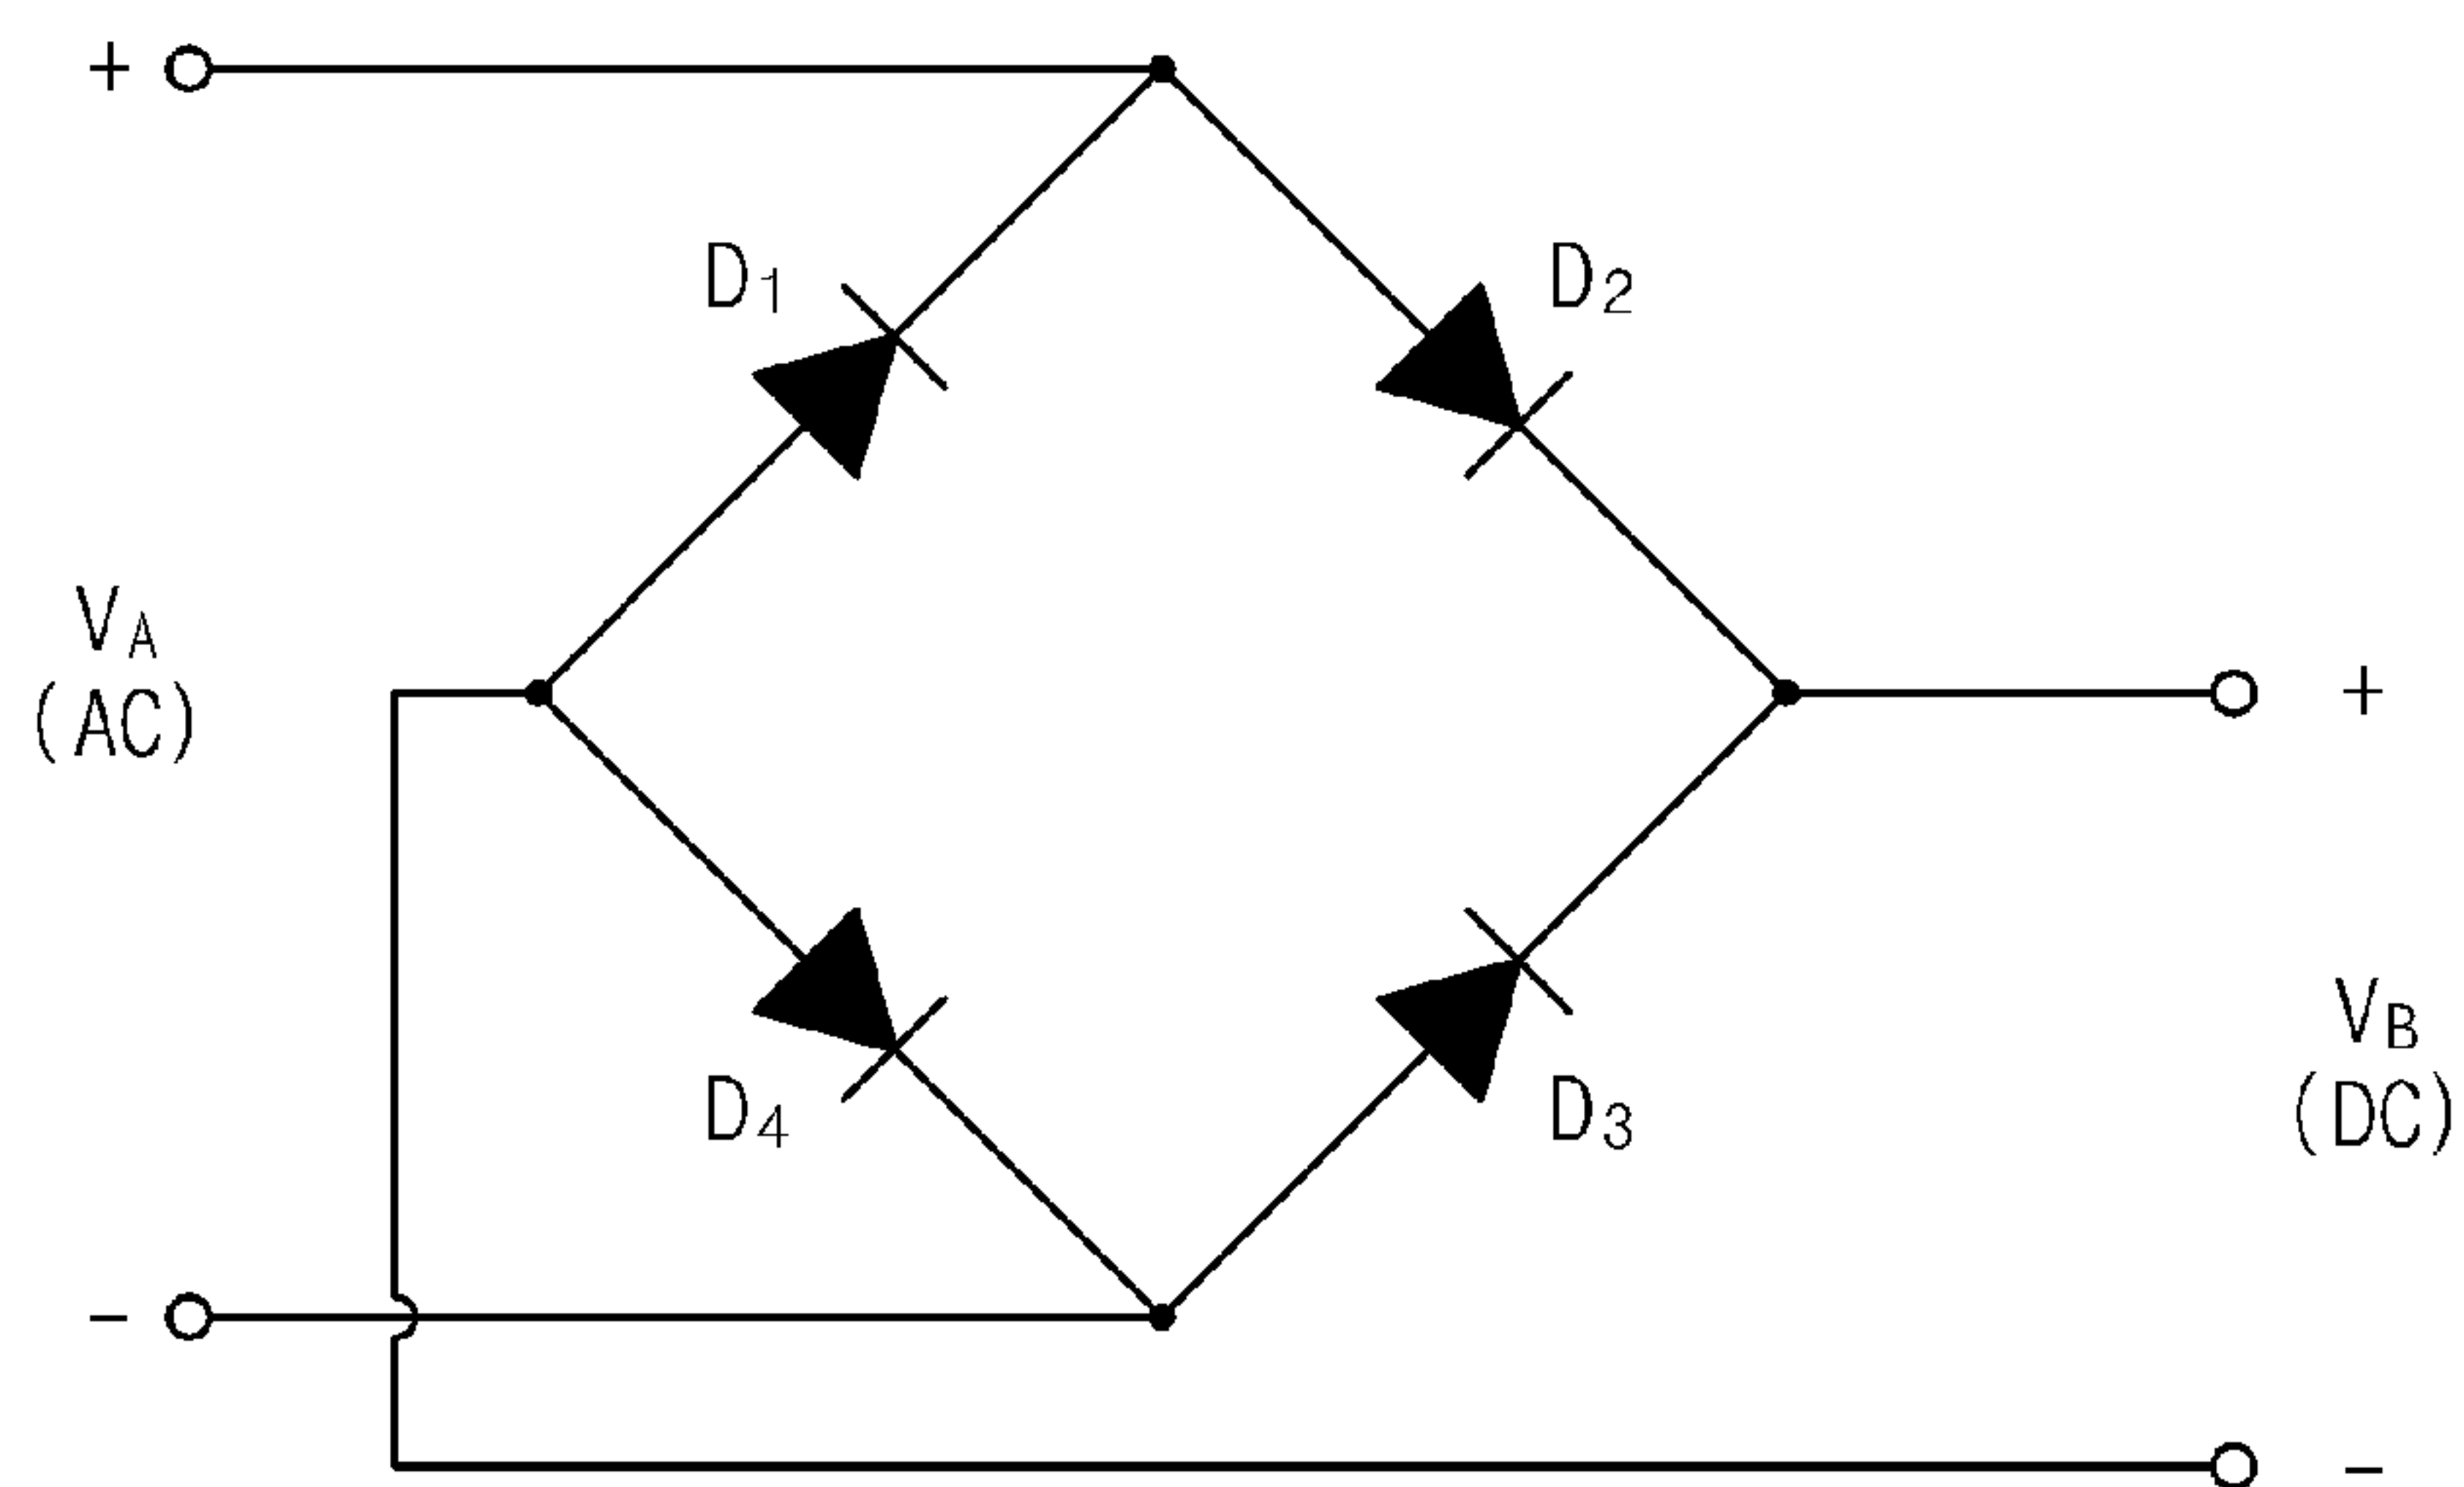 +
D1
D2
VA
(AC)
+
VB
(DC)
D4
D3
-
-